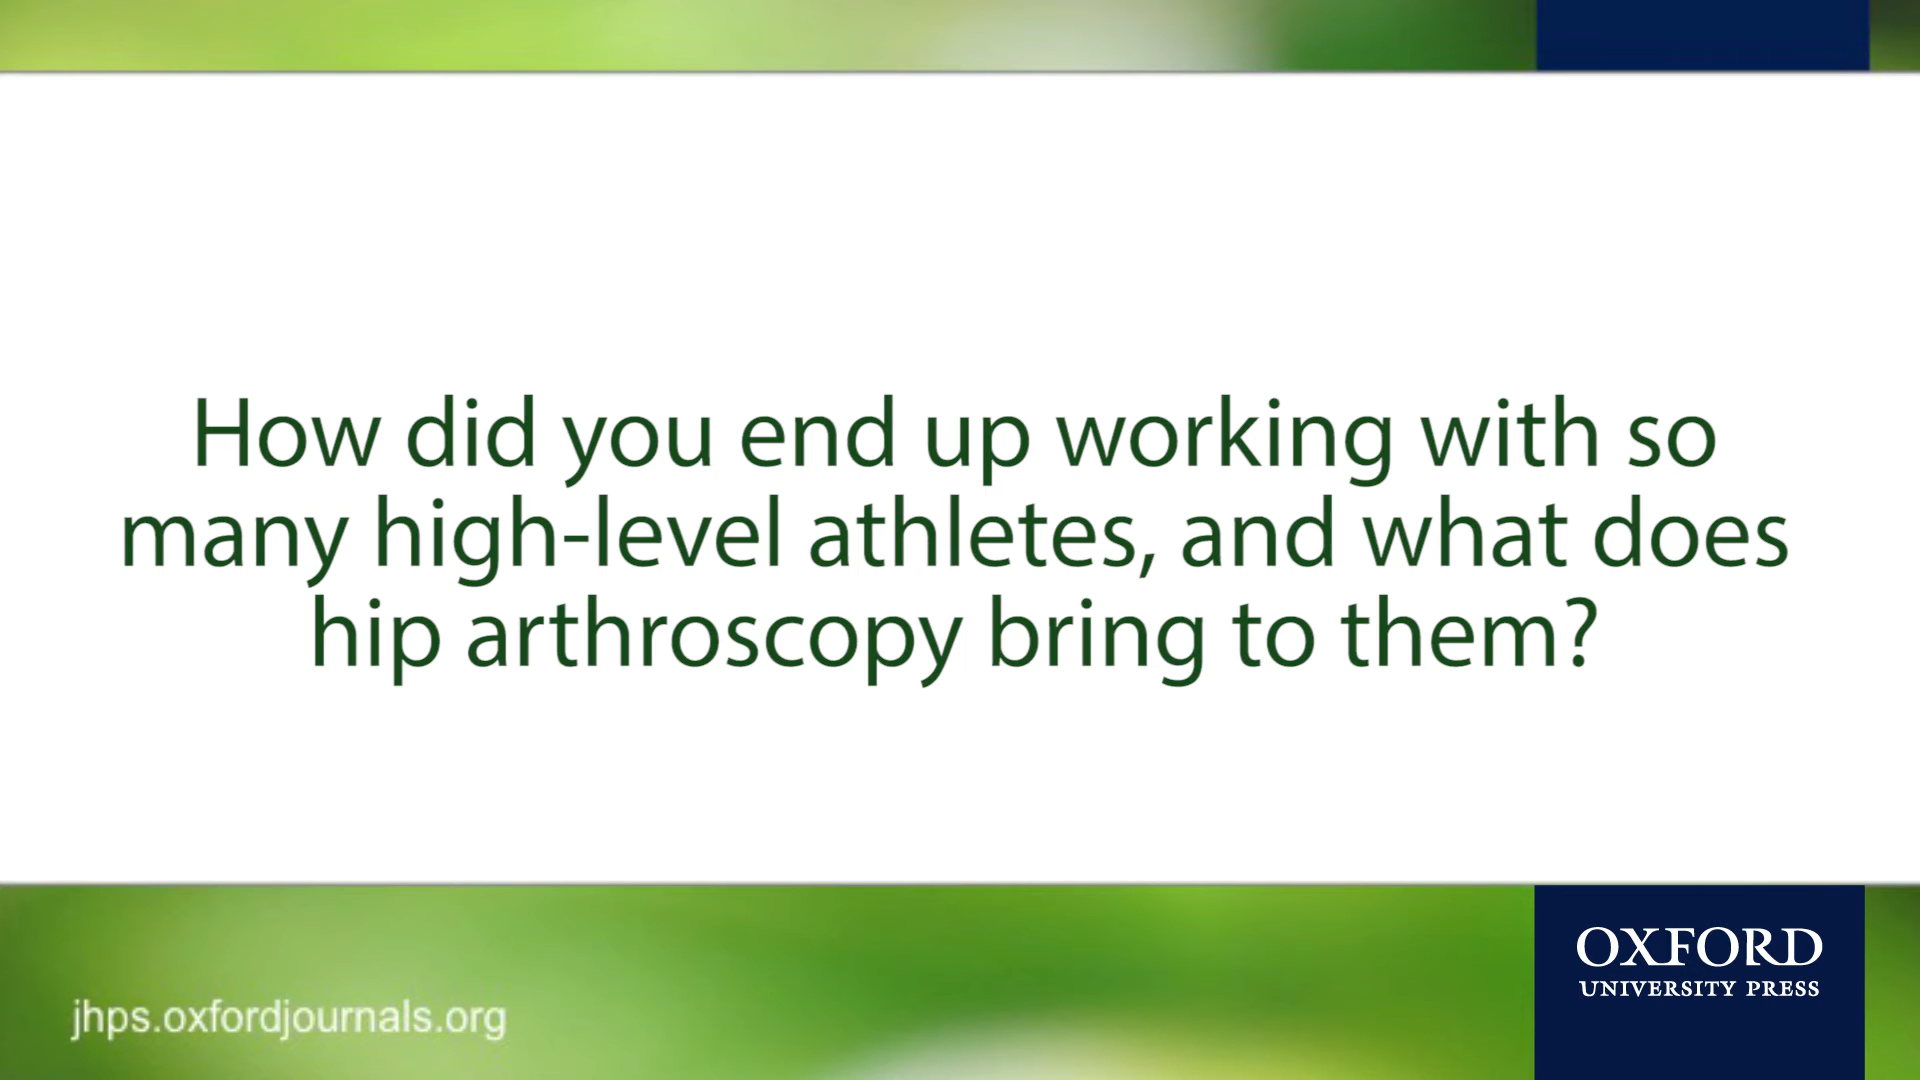 How did you end up working with so
many high-level athletes, and what does
hip arthroscopy bring to them?
jhps.oxfordjournals.org
OXFORD
UNIVERSITY PRESS